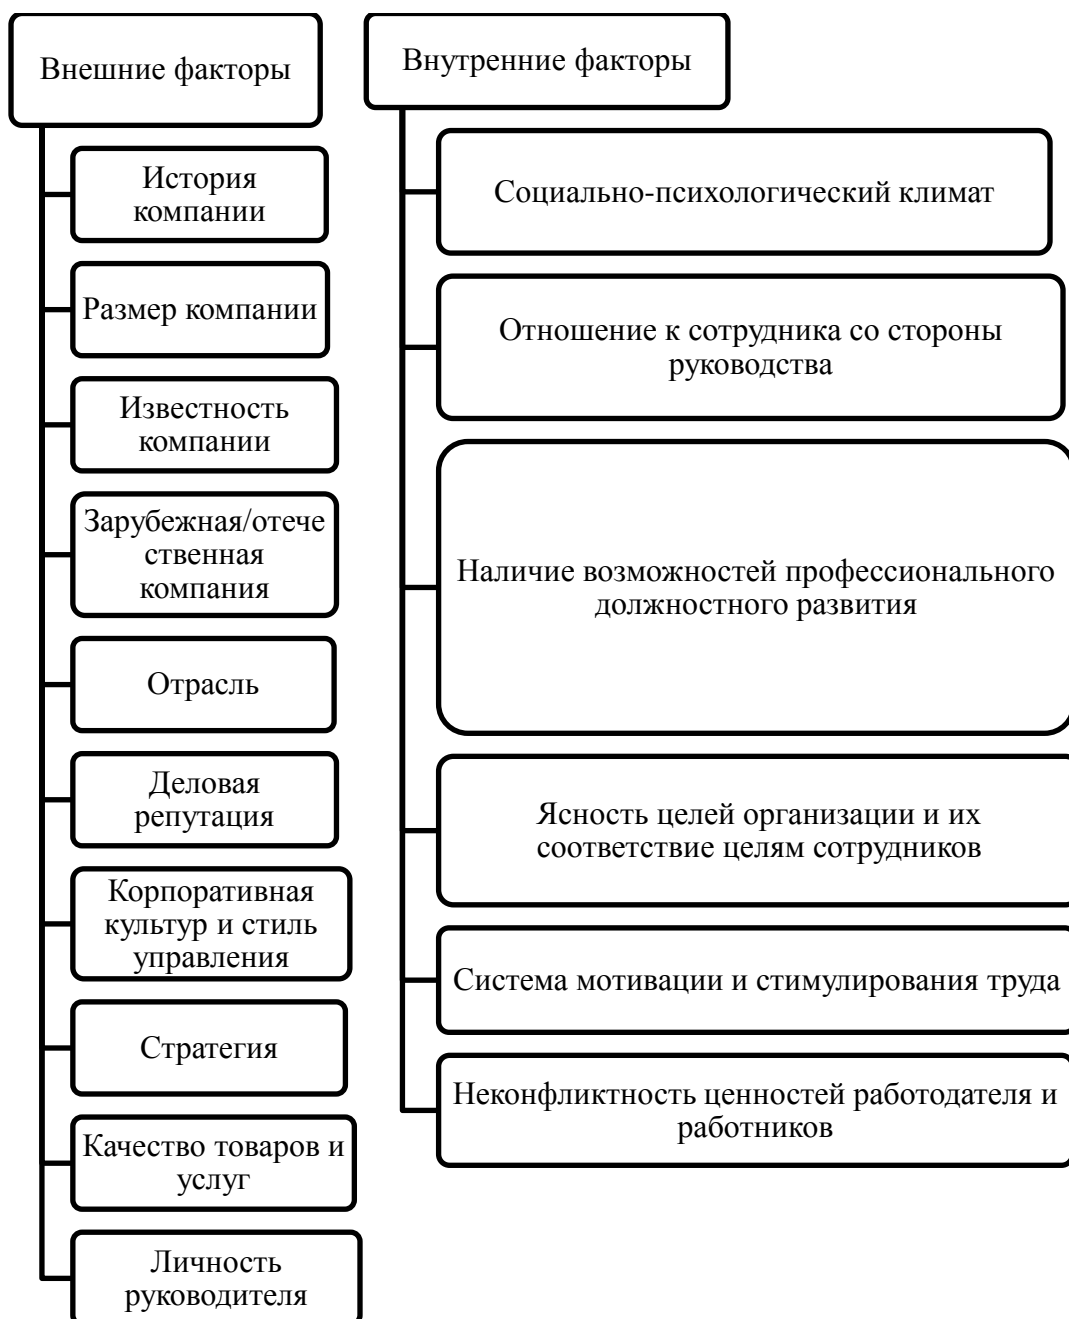 Внешние факторы
История
компании
Размер компании
Известность
компании
Зарубежная/отече
ственная
компания
Отрасль
Деловая
репутация
Корпоративная
культур и стиль
управления
Стратегия
Качество товаров и
услуг
Личность
руководителя
Внутренние факторы
Социально-психологический климат
Отношение к сотрудника со стороны
руководства
Наличие возможностей профессионального
должностного развития
Ясность целей организации и их
соответствие целям сотрудников
Система мотивации и стимулирования труда
Неконфликтность ценностей работодателя и
работников